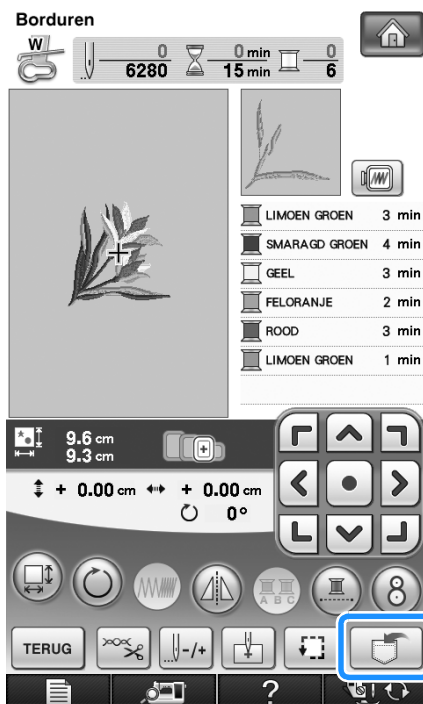 Borduren
W
0 0 min 0
6280 15 min 6
LIMOEN GROEN 3 min
SMARAGD GROEN 4 min
GEEL 3 min
FELORANJE 2 min
ROOD 3 min
LIMOEN GROEN 1 min
9.6 cm
9.3 cm
+ 0.00 cm + 0.00 cm
0°
A B C
8
TERUG -/+
?